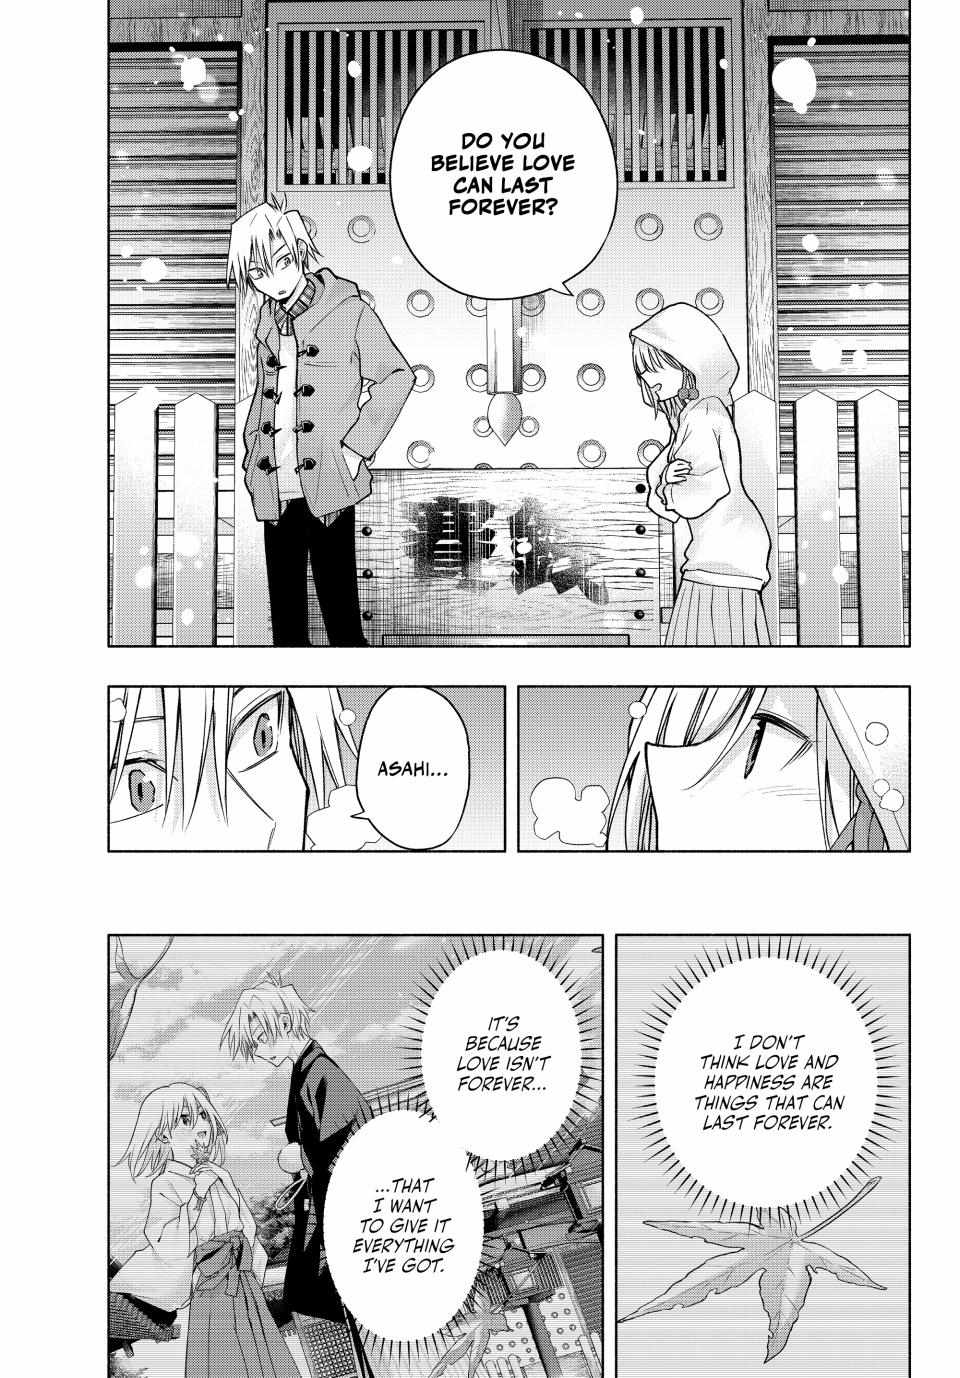 DO YOU
BELIEVE LOVE
CAN LAST
FOREVER?
ASAHI...
I DON'T
THINK LOVE AND
HAPPINESS ARE
THINGS THAT CAN
LAST FOREVER.
IT'S
BECAUSE
LOVE ISN'T
FOREVER...
...THAT
I WANT
TO GIVE IT
EVERYTHING
I'VE GOT.